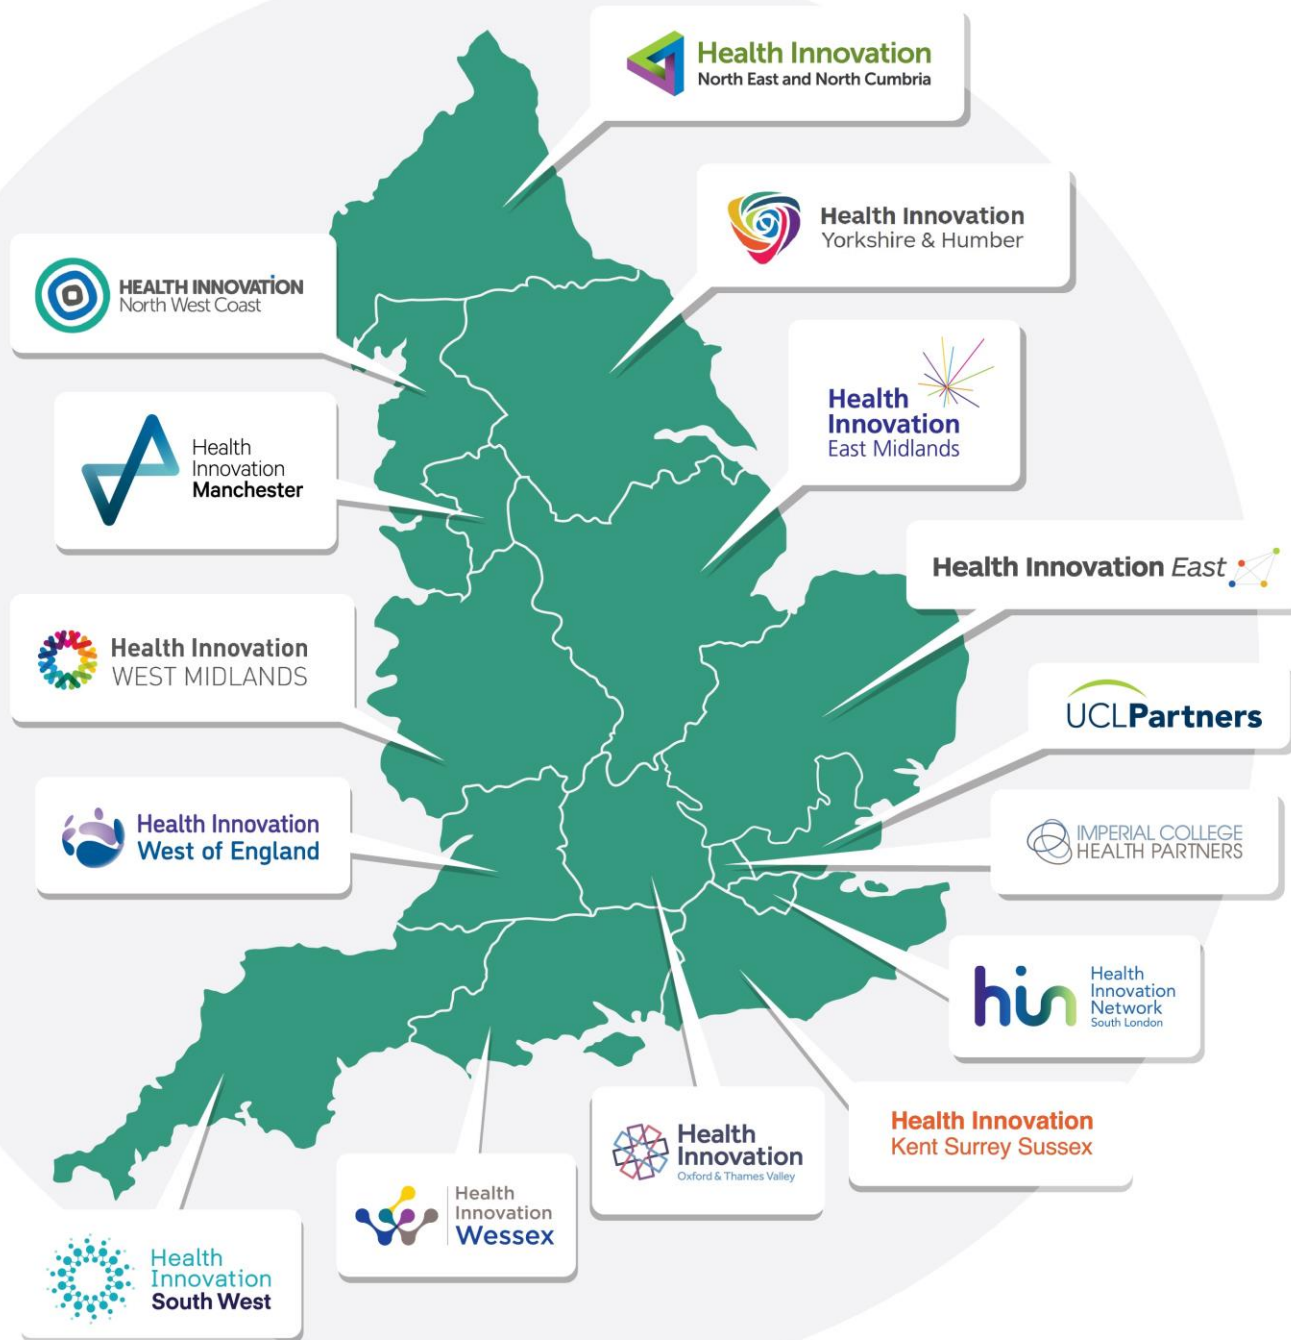 Health Innovation
North East and North Cumbria
Health Innovation
Yorkshire & Humber
HEALTH INNOVATION
North West Coast
Health
Innovation
East Midlands
Health
Innovation
Manchester
Health Innovation East
Health Innovation
WEST MIDLANDS
UCLPartners
Health Innovation
West of England
IMPERIAL COLLEGE
HEALTH PARTNERS
hin
Health
Innovation
Network
South London
Health Innovation
Kent Surrey Sussex
Health
Innovation
Oxford & Thames Valley
Health
Innovation
Wessex
Health
Innovation
South West